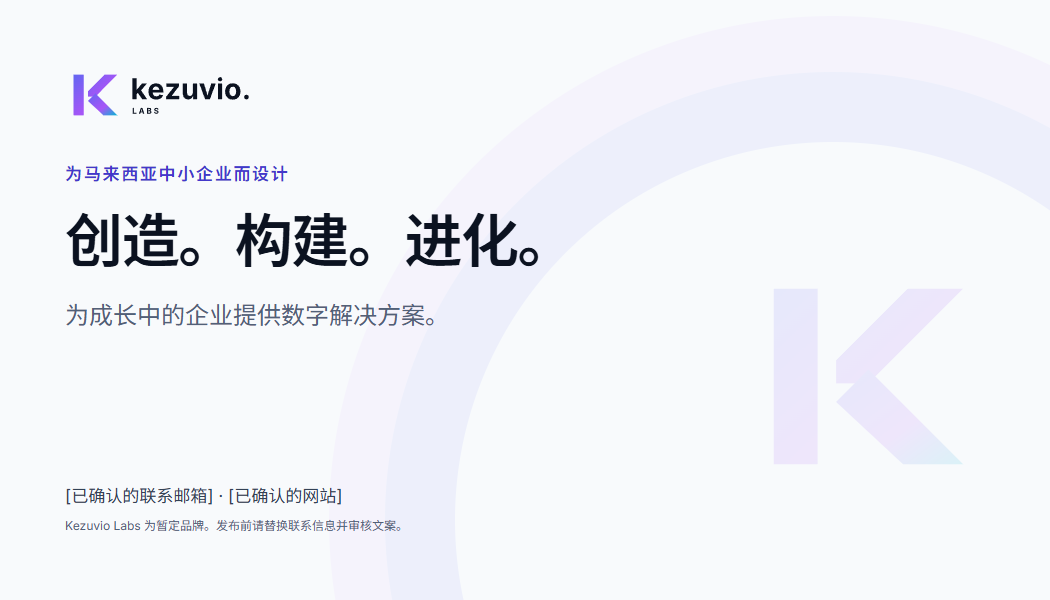 kezuvio.
LABS
为马来西亚中小企业而设计
创造。构建。进化。
为成长中的企业提供数字解决方案。
[已确认的联系邮箱] · [已确认的网站]
Kezuvio Labs 为暂定品牌。发布前请替换联系信息并审核文案。